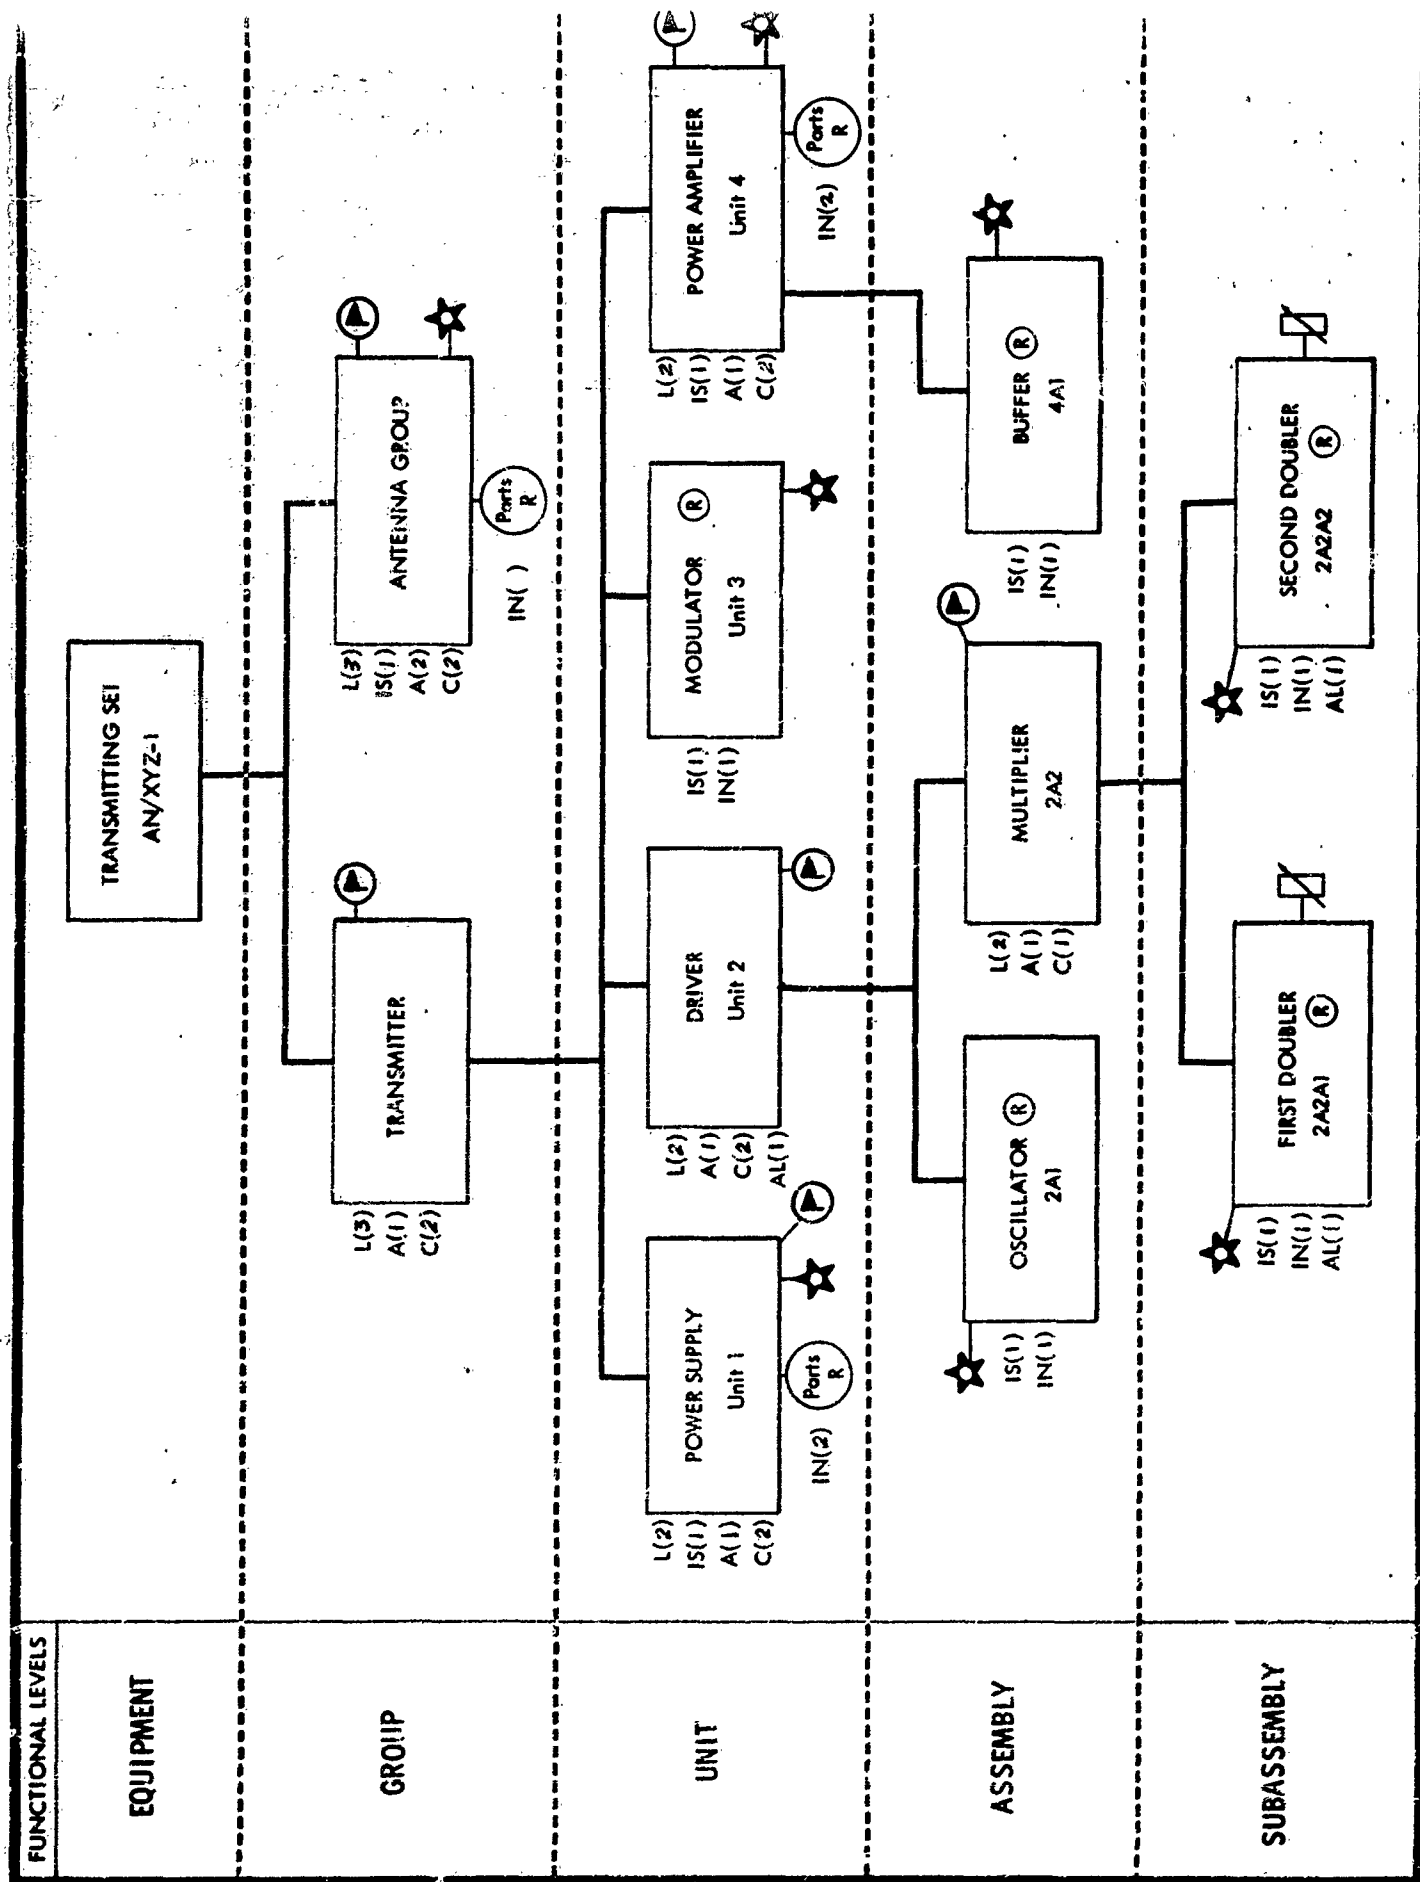 FUNCTIONAL LEVELS
EQUIPMENT
TRANSMITTING SET
AN/XYZ-1
GROUP
L(3)
A(1)
C(2)
TRANSMITTER
L(3)
IS(1)
A(2)
C(2)
ANTENNA GROU?
IN( )
Parts
R
UNIT
L(2)
IS(1)
A(1)
C(2)
POWER SUPPLY
Unit 1
IN(2)
Parts
R
L(2)
A(1)
C(2)
AL(1)
DRIVER
Unit 2
IS(1)
IN(1)
MODULATOR R
Unit 3
L(2)
IS(1)
A(1)
C(2)
POWER AMPLIFIER
Unit 4
IN(2)
Parts
R
ASSEMBLY
IS(1)
IN(1)
OSCILLATOR R
2A1
L(2)
A(1)
C(1)
MULTIPLIER
2A2
IS(1)
IN(1)
BUFFER R
4A1
SUBASSEMBLY
IS(1)
IN(1)
AL(1)
FIRST DOUBLER
2A2A1 R
IS(1)
IN(1)
AL(1)
SECOND DOUBLER
2A2A2 R